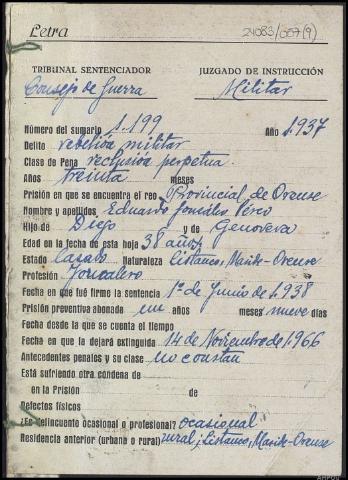 Letra
24083/007(9)
TRIBUNAL SENTENCIADOR
JUZGADO DE INSTRUCCIÓN
Consejo de Guerra
Militar
Número del sumario 1.199 Año 1.937
Delito rebelión militar
Clase de Pena reclusión perpetua.
Años treinta meses
Prisión en que se encuentra el reo Provincial de Orense
Nombre y apellidos Eduardo González Pérez
Hijo de Diego y de Genoveva
Edad en la fecha de esta hoja 38 años
Estado Casado Naturaleza Listanco, Maside-Orense
Profesión Jornalero
Fecha en que fué firme la sentencia 1º de Junio de 1.938
Prisión preventiva abonada un años meses nueve días
Fecha desde la que se cuenta el tiempo
Fecha en que la dejará extinguida 14 de Noviembre de 1.966
Antecedentes penales y su clase no constan
Está sufriendo otra condena de
en la Prisión de
Defectos físicos
¿Es delincuente ocasional o profesional? ocasional
Residencia anterior (urbana o rural) rural; Listanco, Maside-Orense